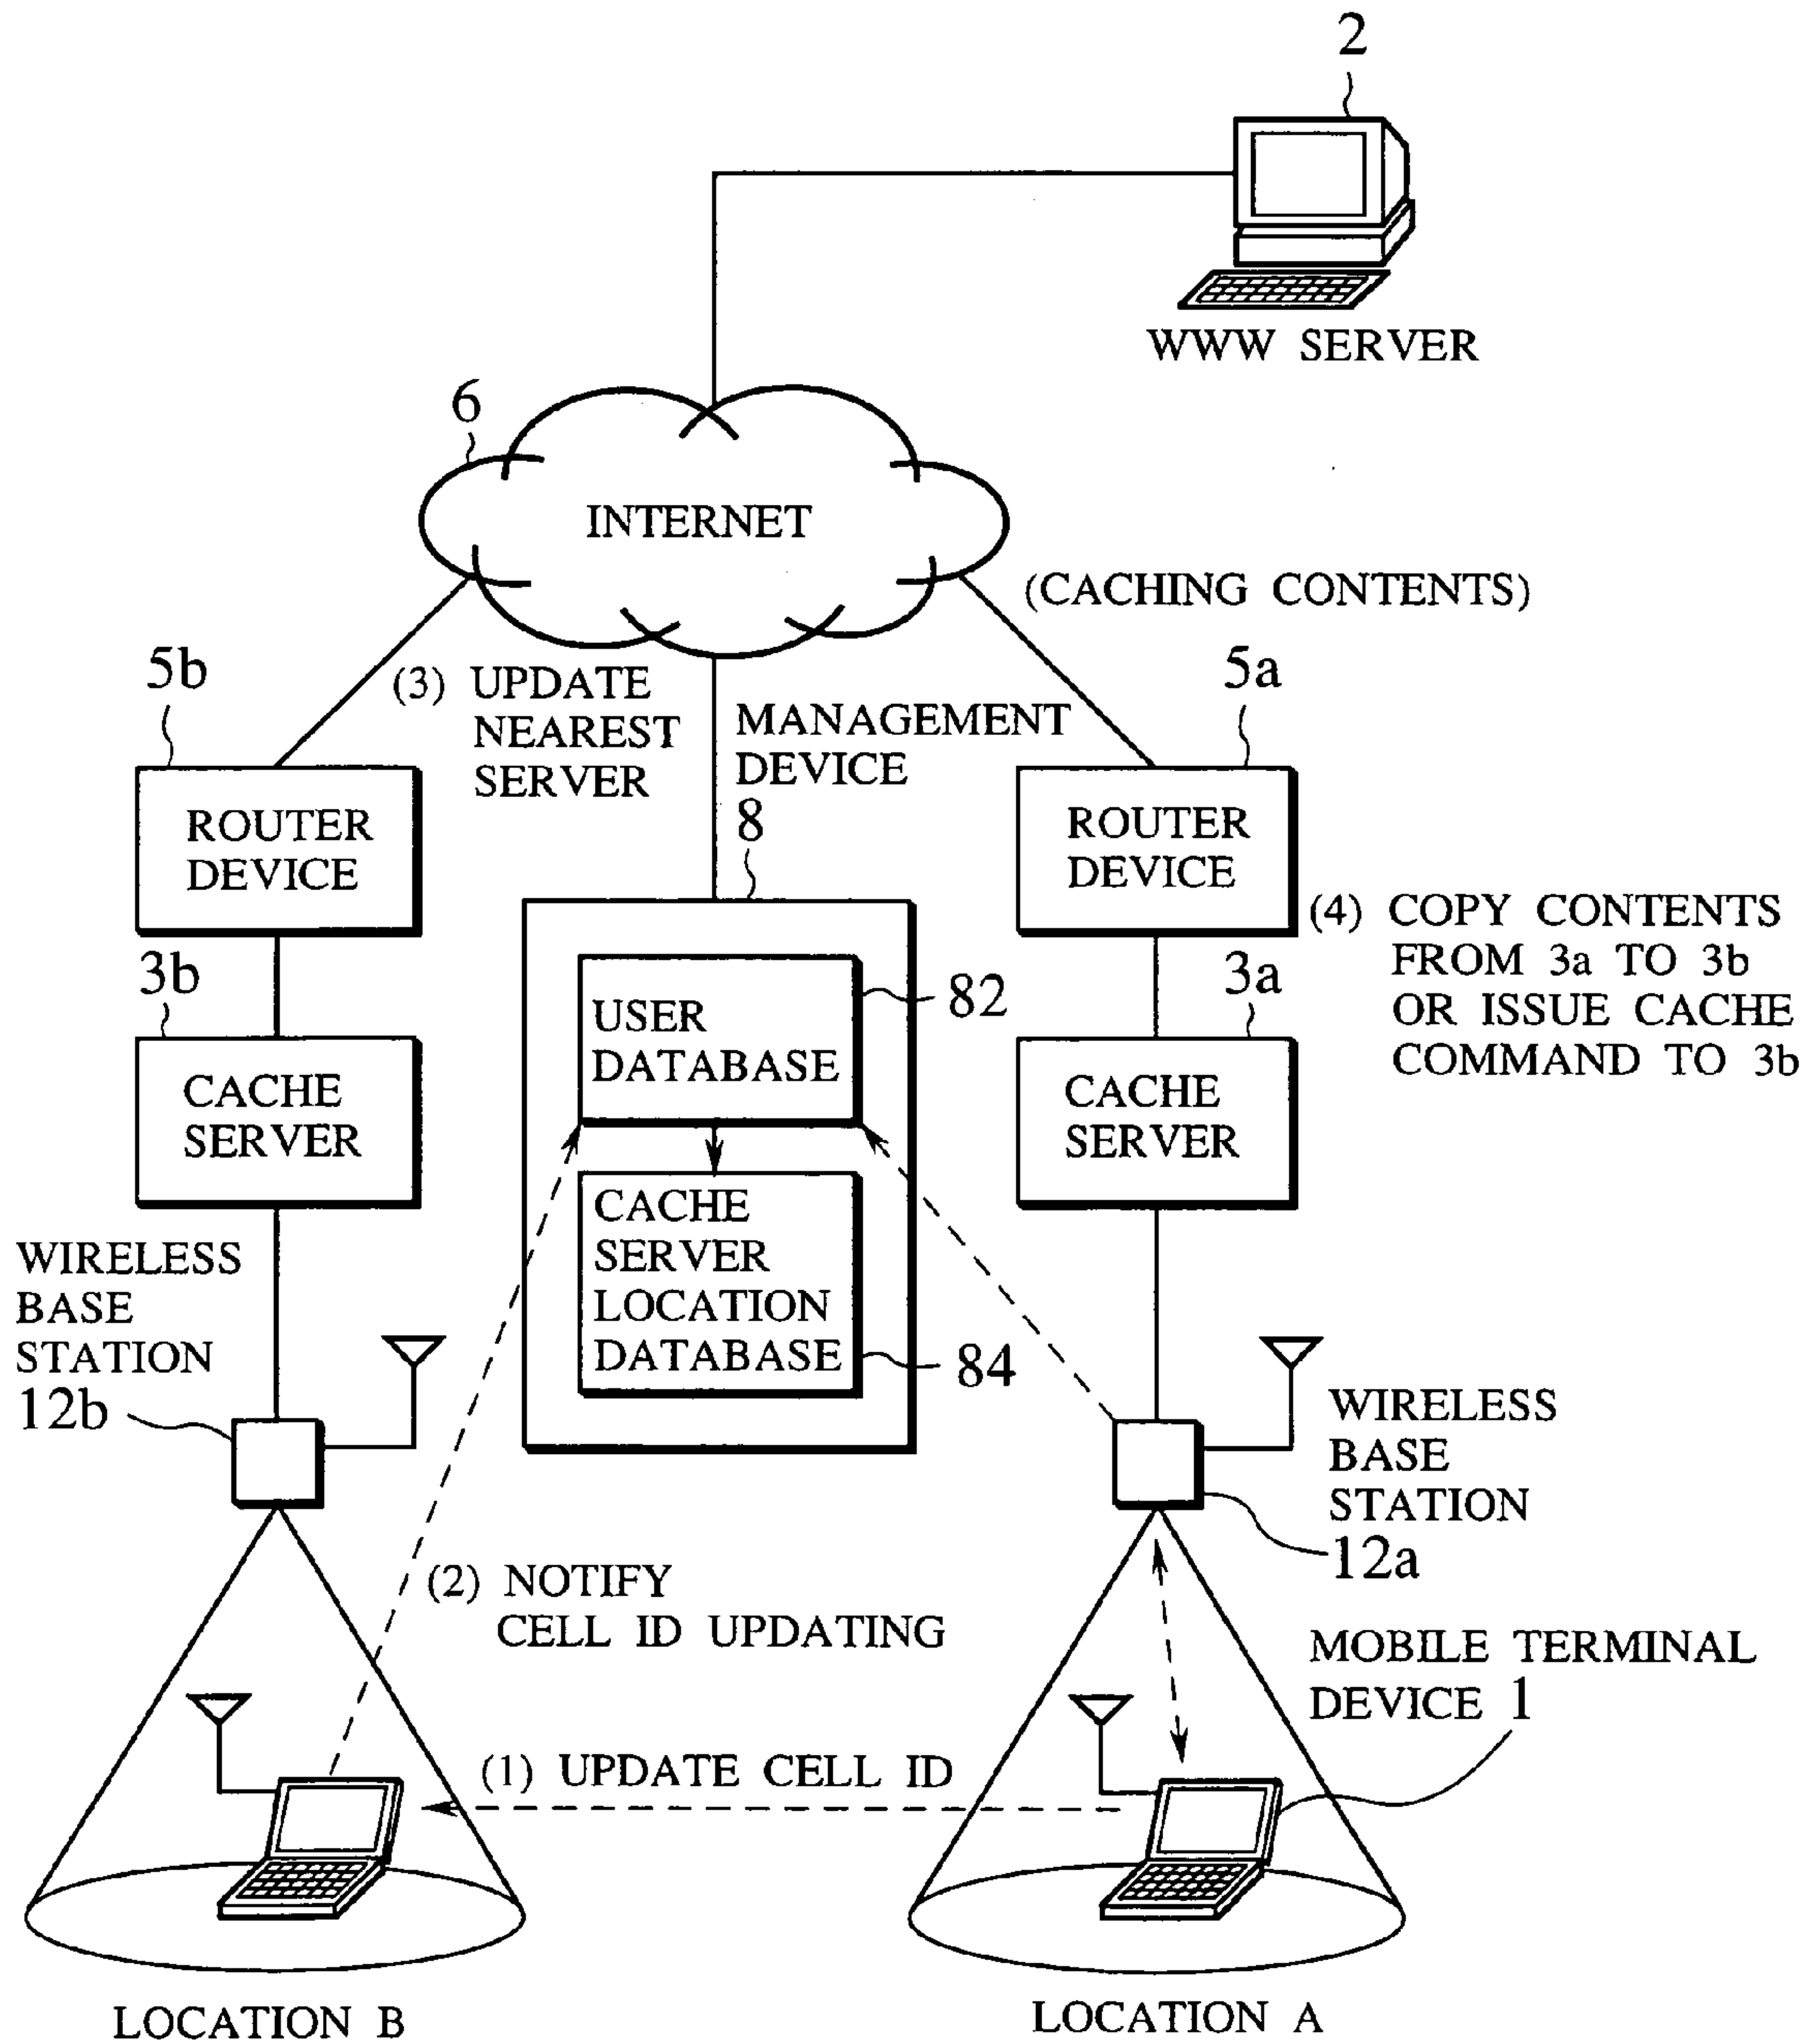 2
WWW SERVER
6
INTERNET
(CACHING CONTENTS)
5b
(3) UPDATE
NEAREST
SERVER
MANAGEMENT
DEVICE
8
5a
ROUTER
DEVICE
ROUTER
DEVICE
(4) COPY CONTENTS
FROM 3a TO 3b
OR ISSUE CACHE
COMMAND TO 3b
3b
USER
DATABASE
82
3a
CACHE
SERVER
CACHE
SERVER
CACHE
SERVER
LOCATION
DATABASE
84
WIRELESS
BASE
STATION
12b
WIRELESS
BASE
STATION
12a
(2) NOTIFY
CELL ID UPDATING
MOBILE TERMINAL
DEVICE 1
(1) UPDATE CELL ID
LOCATION B
LOCATION A